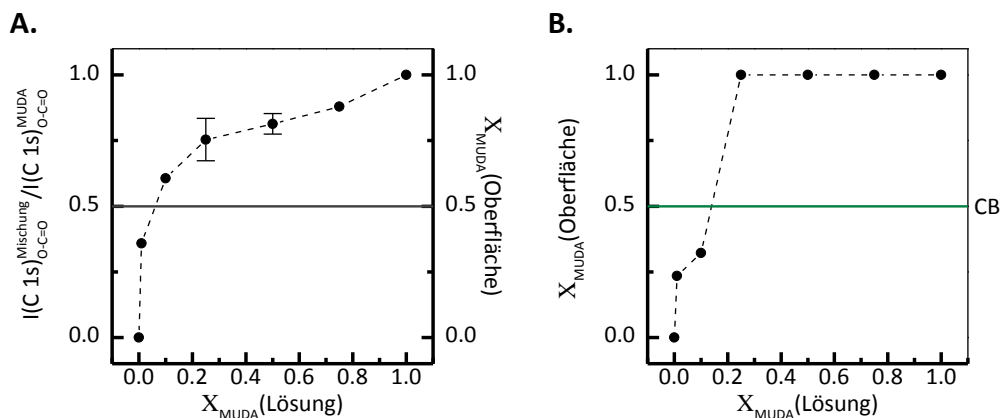 A.
I(C 1s)^Mischung_O-C=O/I(C 1s)^MUDA_O-C=O
1.0
0.5
0.0
1.0
0.5
0.0
X_MUDA(Oberfläche)
0.0 0.2 0.4 0.6 0.8 1.0
X_MUDA(Lösung)
B.
X_MUDA(Oberfläche)
1.0
0.5
0.0
CB
0.0 0.2 0.4 0.6 0.8 1.0
X_MUDA(Lösung)